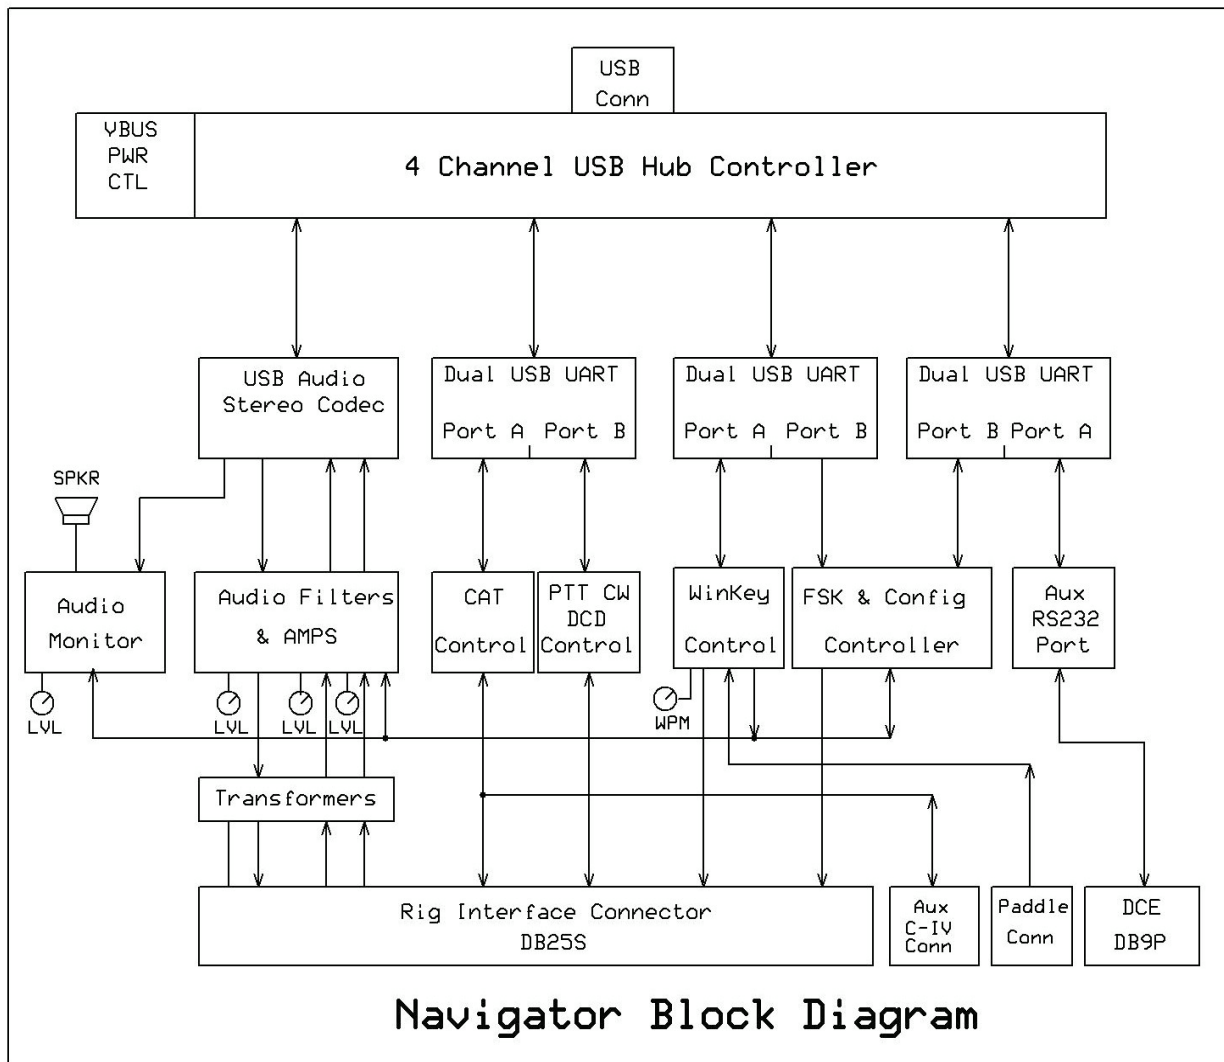 USB
Conn
VBUS
PWR
CTL
4 Channel USB Hub Controller
USB Audio
Stereo Codec
Dual USB UART
Port A Port B
Dual USB UART
Port A Port B
Dual USB UART
Port B Port A
SPKR
Audio
Monitor
Audio Filters
& AMPS
CAT
Control
PTT CW
DCD
Control
WinKey
Control
FSK & Config
Controller
Aux
RS232
Port
LVL
LVL
LVL
LVL
WPM
Transformers
Rig Interface Connector
DB25S
Aux
C-IV
Conn
Paddle
Conn
DCE
DB9P
Navigator Block Diagram